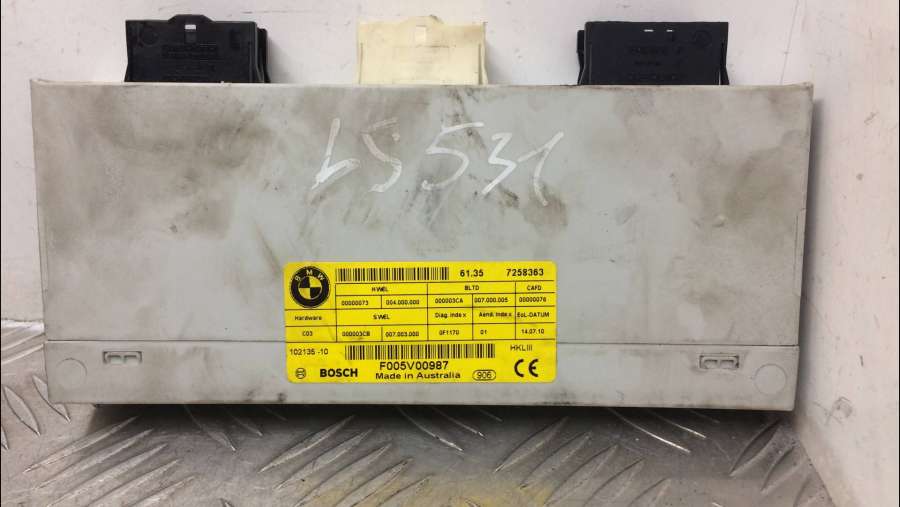 LS531
BMW
61.35 7258363
HWEL BLTD CAFD
00000073 004.000.000 000003CA 007.000.005 00000076
Hardware SWEL Diag. index Aend. Index EoL-DATUM
C03 000003CB 007.003.000 0F1170 01 14.07.10
102135 -10 HKLIII
BOSCH F005V00987
Made in Australia 906 CE